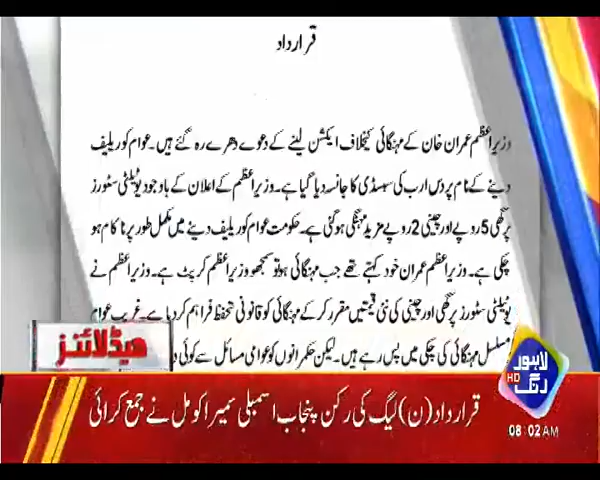 قرارداد
وزیراعظم عمران خان کے مہنگائی کیخلاف ایکشن لینے کے دعوے دھرے رہ گئے ہیں۔ عوام کو ریلیف
دینے کے نام پر دس ارب کی سبسڈی کا جانسہ دیا گیا ہے۔ وزیراعظم کے اعلان کے باوجود یوٹیلٹی سٹورز
پر گھی 5 روپے اور چینی 2 روپے مزید مہنگی ہو گئی ہے۔ حکومت عوام کو ریلیف دینے میں مکمل طور پر ناکام ہو
چکی ہے۔ وزیراعظم عمران خود کہتے تھے جب مہنگائی ہو تو سمجھو وزیراعظم کرپٹ ہے۔ وزیراعظم نے
یوٹیلٹی سٹورز پر گھی اور چینی کی نئی قیمتیں مقرر کر کے مہنگائی کو قانونی تحفظ فراہم کر دیا ہے۔ غریب عوام
مسلسل مہنگائی کی چکی میں پس رہے ہیں۔ لیکن حکمرانوں کو عوامی مسائل سے کوئی
ہیڈلائنز
لاہور
رنگ
HD
قرارداد (ن) لیگ کی رکن پنجاب اسمبلی سمیرا کومل نے جمع کرائی
08:02 AM